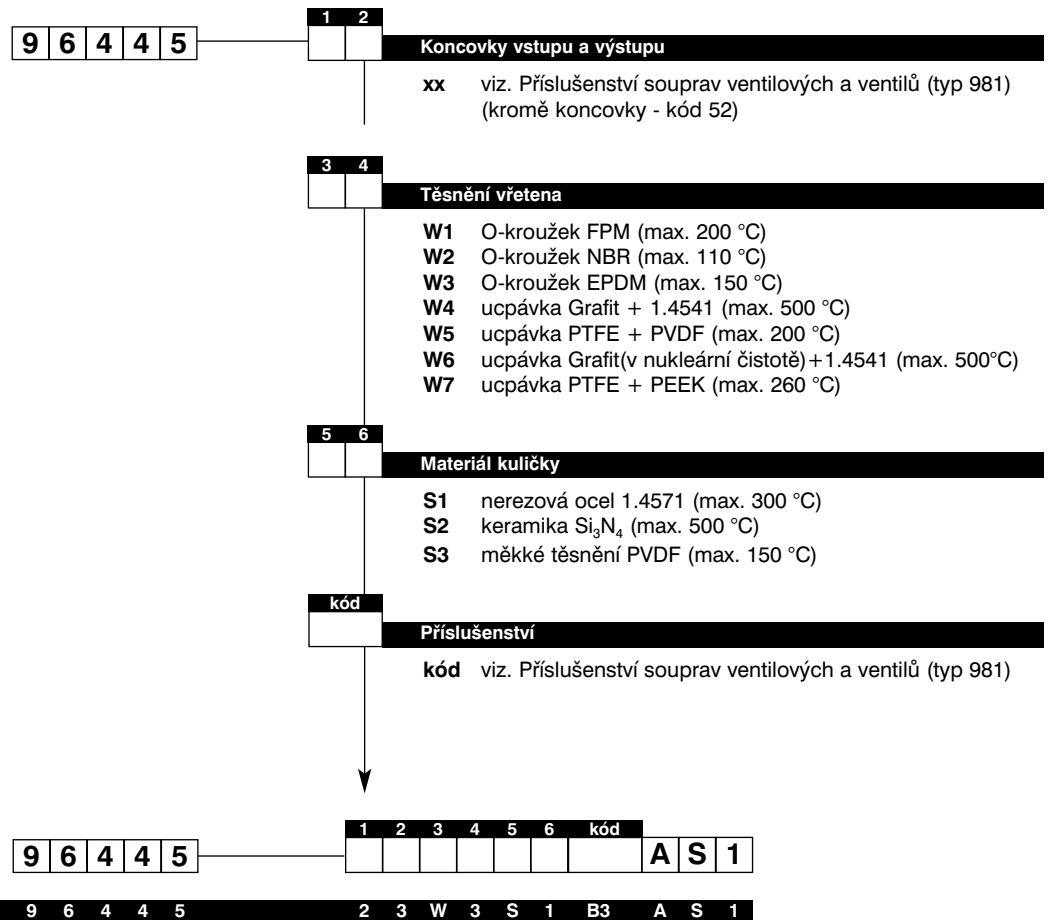 1 2
9 6 4 4 5
Koncovky vstupu a výstupu
xx viz. Příslušenství souprav ventilových a ventilů (typ 981)
(kromě koncovky - kód 52)
3 4
Těsnění vřetena
W1 O-kroužek FPM (max. 200 °C)
W2 O-kroužek NBR (max. 110 °C)
W3 O-kroužek EPDM (max. 150 °C)
W4 ucpávka Grafit + 1.4541 (max. 500 °C)
W5 ucpávka PTFE + PVDF (max. 200 °C)
W6 ucpávka Grafit(v nukleární čistotě)+1.4541 (max. 500°C)
W7 ucpávka PTFE + PEEK (max. 260 °C)
5 6
Materiál kuličky
S1 nerezová ocel 1.4571 (max. 300 °C)
S2 keramika Si₃N₄ (max. 500 °C)
S3 měkké těsnění PVDF (max. 150 °C)
kód
Příslušenství
kód viz. Příslušenství souprav ventilových a ventilů (typ 981)
1 2 3 4 5 6 kód
9 6 4 4 5 A S 1
9 6 4 4 5 2 3 W 3 S 1 B3 A S 1